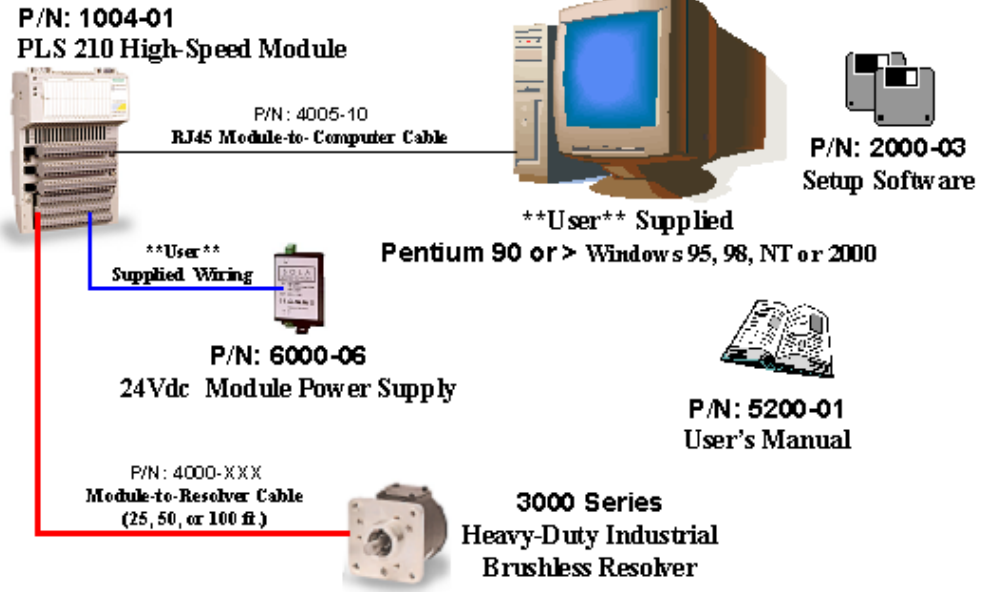 P/N: 1004-01
PLS 210 High-Speed Module
P/N: 4005-10
RJ45 Module-to- Computer Cable
P/N: 2000-03
Setup Software
**User** Supplied
Pentium 90 or > Windows 95, 98, NT or 2000
**User**
Supplied Wiring
SOLA
P/N: 6000-06
24Vdc Module Power Supply
P/N: 5200-01
User's Manual
P/N: 4000-XXX
Module-to-Resolver Cable
(25, 50, or 100 ft.)
3000 Series
Heavy-Duty Industrial
Brushless Resolver